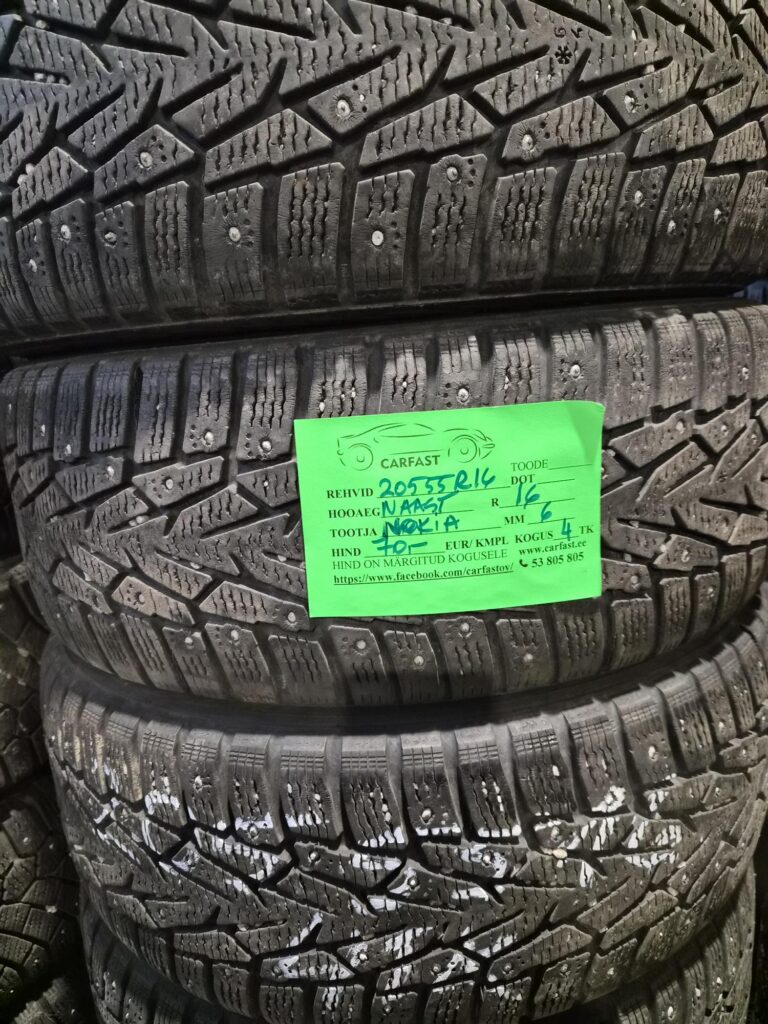 CARFAST
TOODE
REHVID 20555R16 DOT
HOOAEG NAAST R 16
TOOTJA NOKIA MM 6
HIND 70.- EUR/ KMPL KOGUS 4 TK
HIND ON MÄRGITUD KOGUSELE www.carfast.ee
https://www.facebook.com/carfastov/ 53 805 805